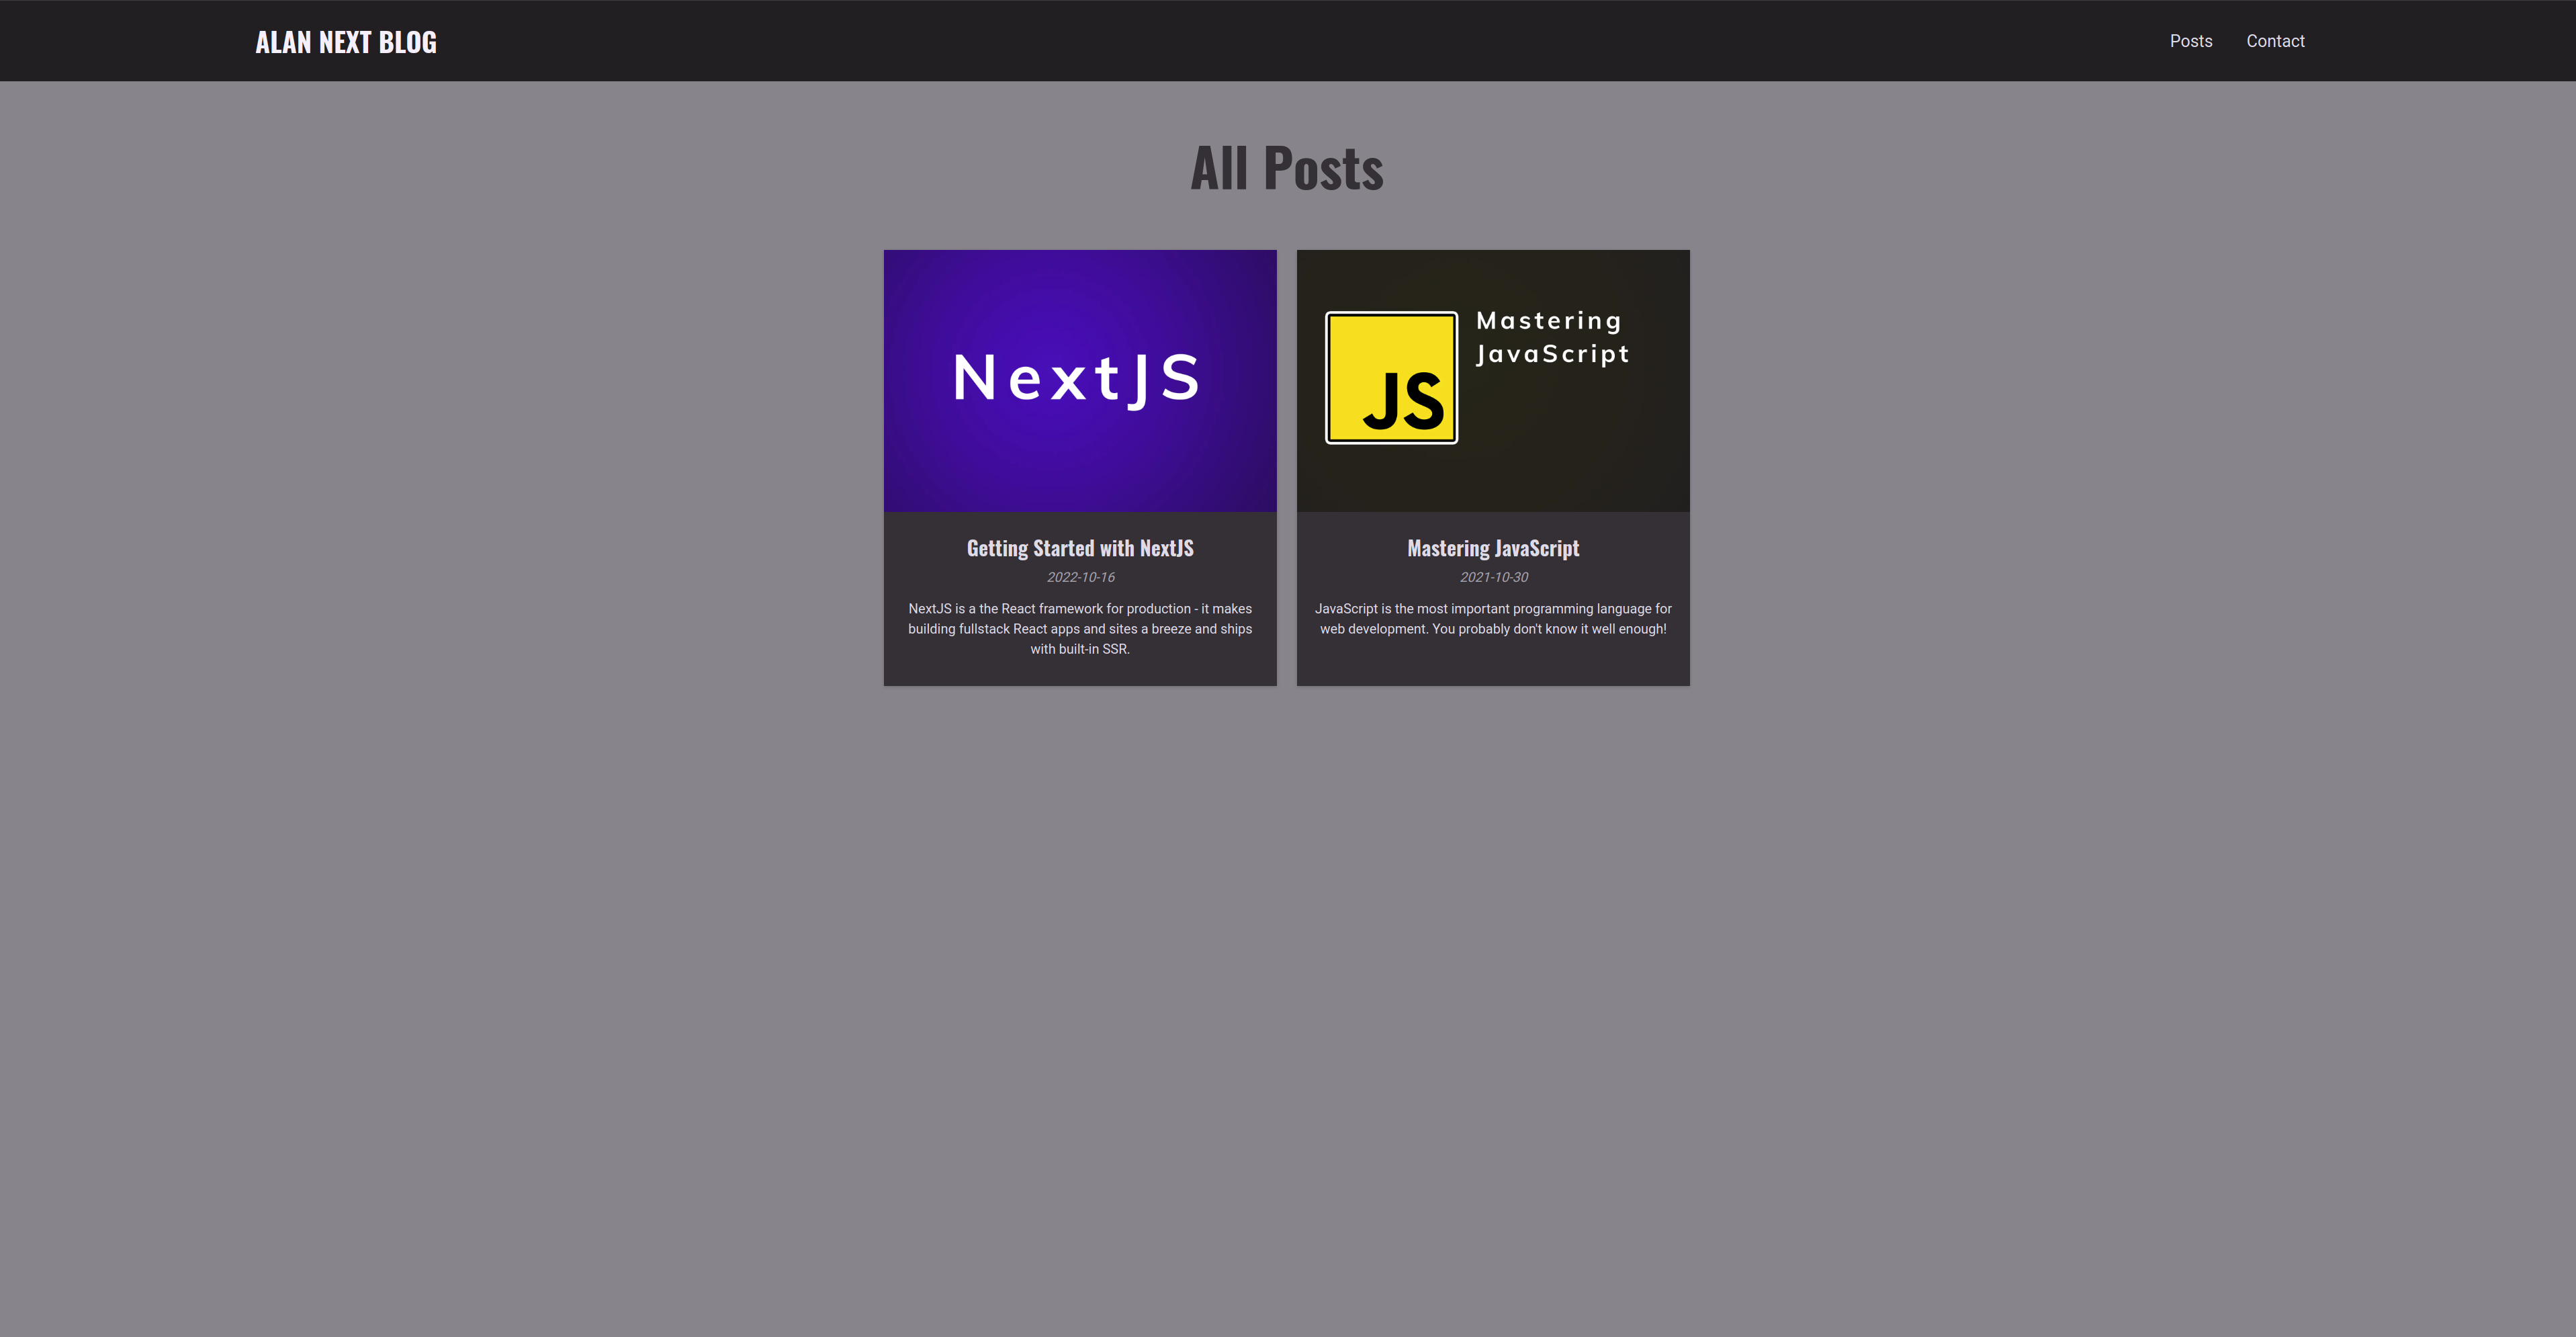 ALAN NEXT BLOG
Posts
Contact
All Posts
NextJS
Getting Started with NextJS
2022-10-16
NextJS is a the React framework for production - it makes
building fullstack React apps and sites a breeze and ships
with built-in SSR.
JS
Mastering
JavaScript
Mastering JavaScript
2021-10-30
JavaScript is the most important programming language for
web development. You probably don't know it well enough!